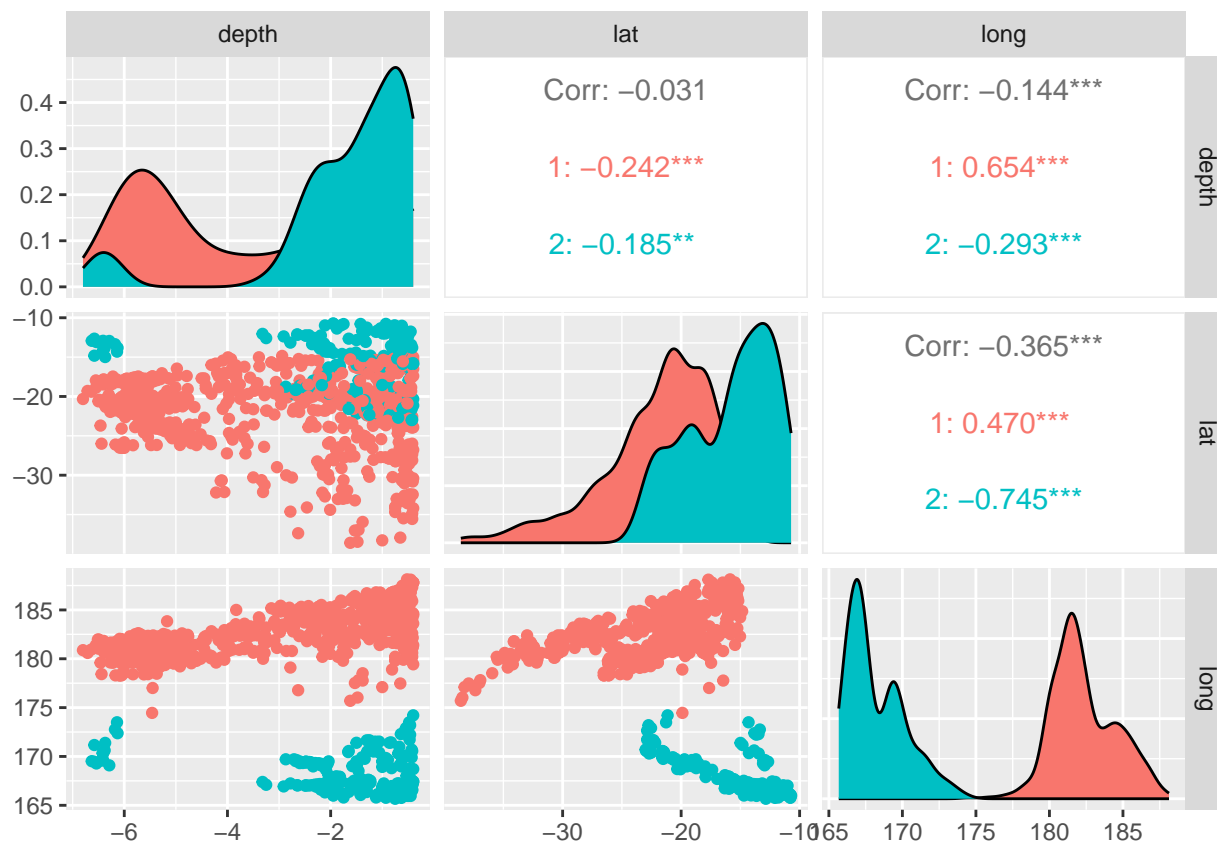 depth lat long
0.4
0.3
0.2
0.1
0.0
Corr: −0.031
1: −0.242***
2: −0.185**
Corr: −0.144***
1: 0.654***
2: −0.293***
depth
−10
−20
−30
Corr: −0.365***
1: 0.470***
2: −0.745***
lat
185
180
175
170
165
long
−6 −4 −2 −30 −20 −10 165 170 175 180 185